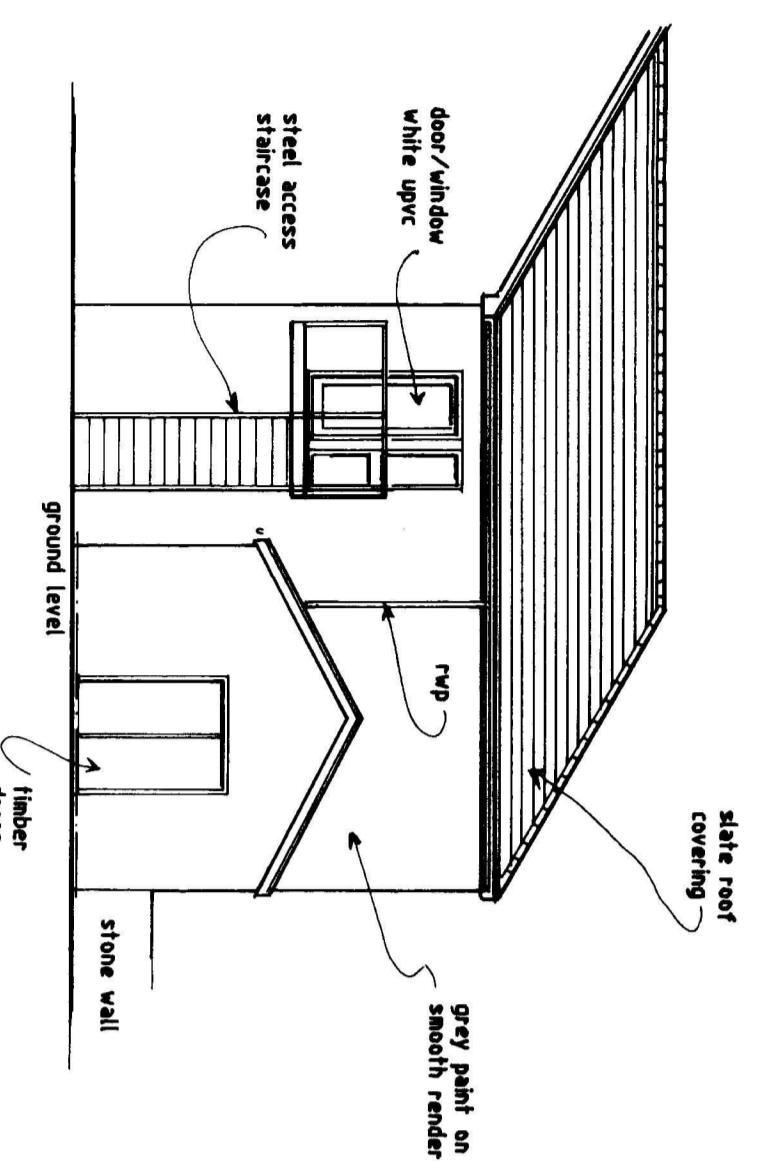 slate roof
covering
door/window
white upvc
rwp
grey paint on
smooth render
steel access
staircase
stone wall
ground level
timber